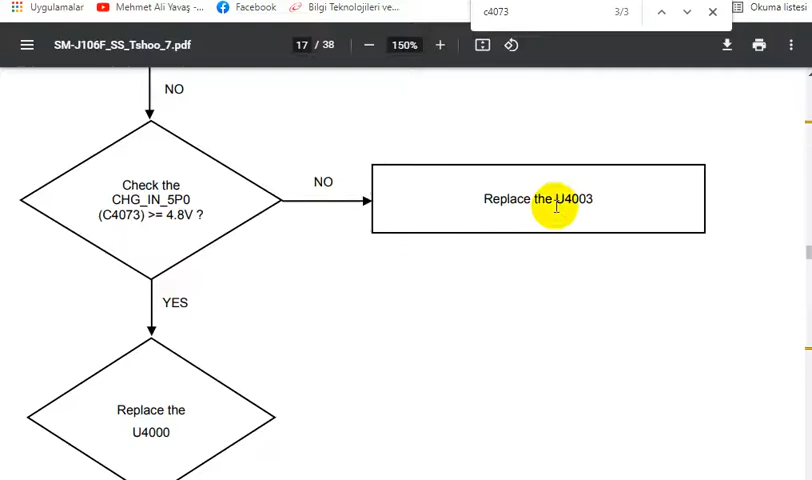 Uygulamalar
Mehmet Ali Yavaş -...
Facebook
Bilgi Teknolojileri ve...
c4073
3/3
Okuma listesi
SM-J106F_SS_Tshoo_7.pdf
17 / 38
150%
NO
Check the
CHG_IN_5P0
(C4073) >= 4.8V ?
NO
Replace the U4003
YES
Replace the
U4000